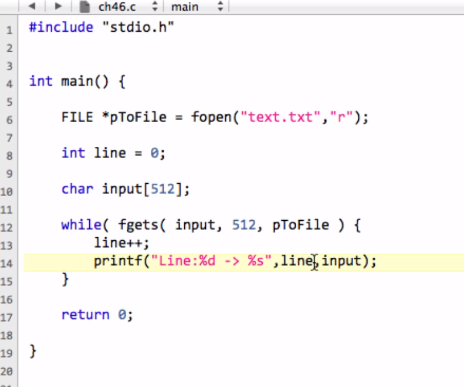 ch46.c main
1 #include "stdio.h"
2
3
4 int main() {
5
6 FILE *pToFile = fopen("text.txt","r");
7
8 int line = 0;
9
10 char input[512];
11
12 while( fgets( input, 512, pToFile ) ) {
13 line++;
14 printf("Line:%d -> %s",line,input);
15 }
16
17 return 0;
18
19 }
20